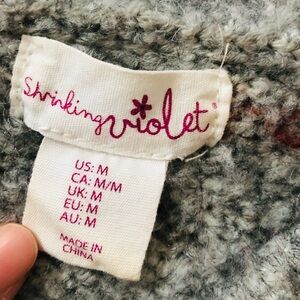 Shrinking violet
US: M
CA: M/M
UK: M
EU: M
AU: M
MADE IN
CHINA